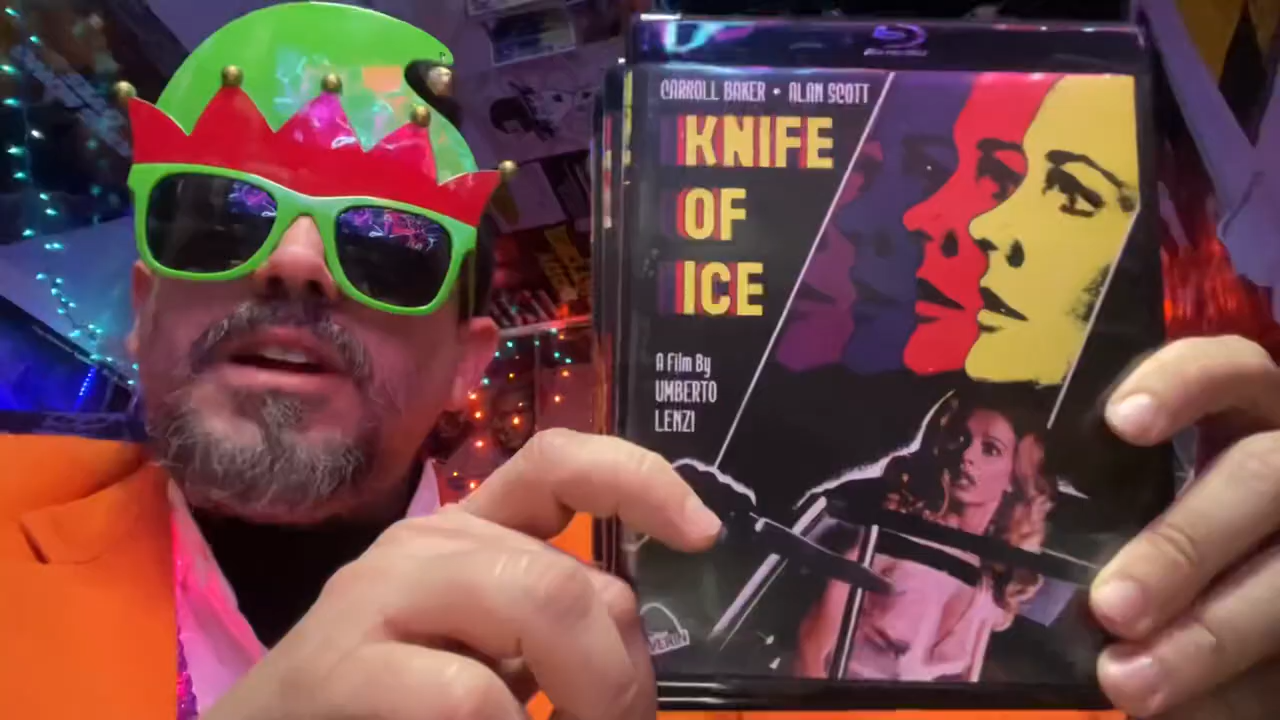 CARROLL BAKER • ALAN SCOTT
KNIFE
OF
ICE
A Film By
UMBERTO
LENZI